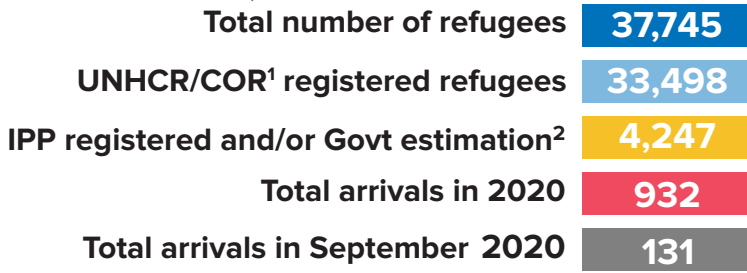 Total number of refugees 37,745
UNHCR/COR¹ registered refugees 33,498
IPP registered and/or Govt estimation² 4,247
Total arrivals in 2020 932
Total arrivals in September 2020 131